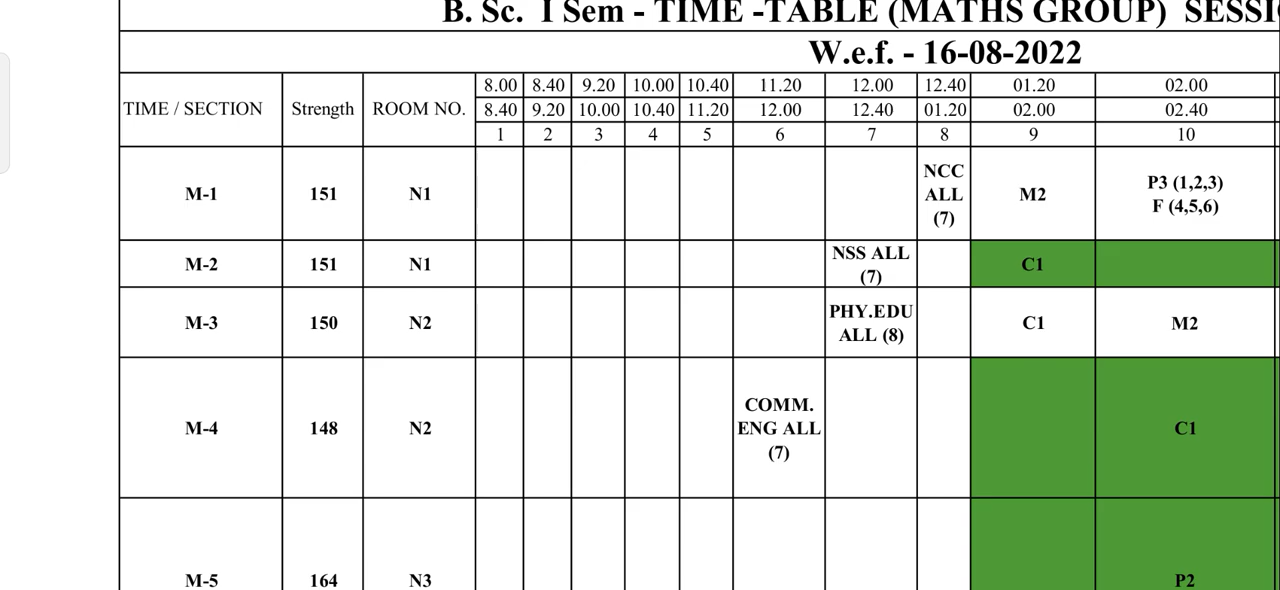 B. Sc. I Sem - TIME -TABLE (MATHS GROUP) SESSI
W.e.f. - 16-08-2022
TIME / SECTION Strength ROOM NO. 8.00 8.40 9.20 10.00 10.40 11.20 12.00 12.40 01.20 02.00
8.40 9.20 10.00 10.40 11.20 12.00 12.40 01.20 02.00 02.40
1 2 3 4 5 6 7 8 9 10
M-1 151 N1 NCC ALL (7) M2 P3 (1,2,3) F (4,5,6)
M-2 151 N1 NSS ALL (7) C1
M-3 150 N2 PHY.EDU ALL (8) C1 M2
M-4 148 N2 COMM. ENG ALL (7) C1
M-5 164 N3 P2